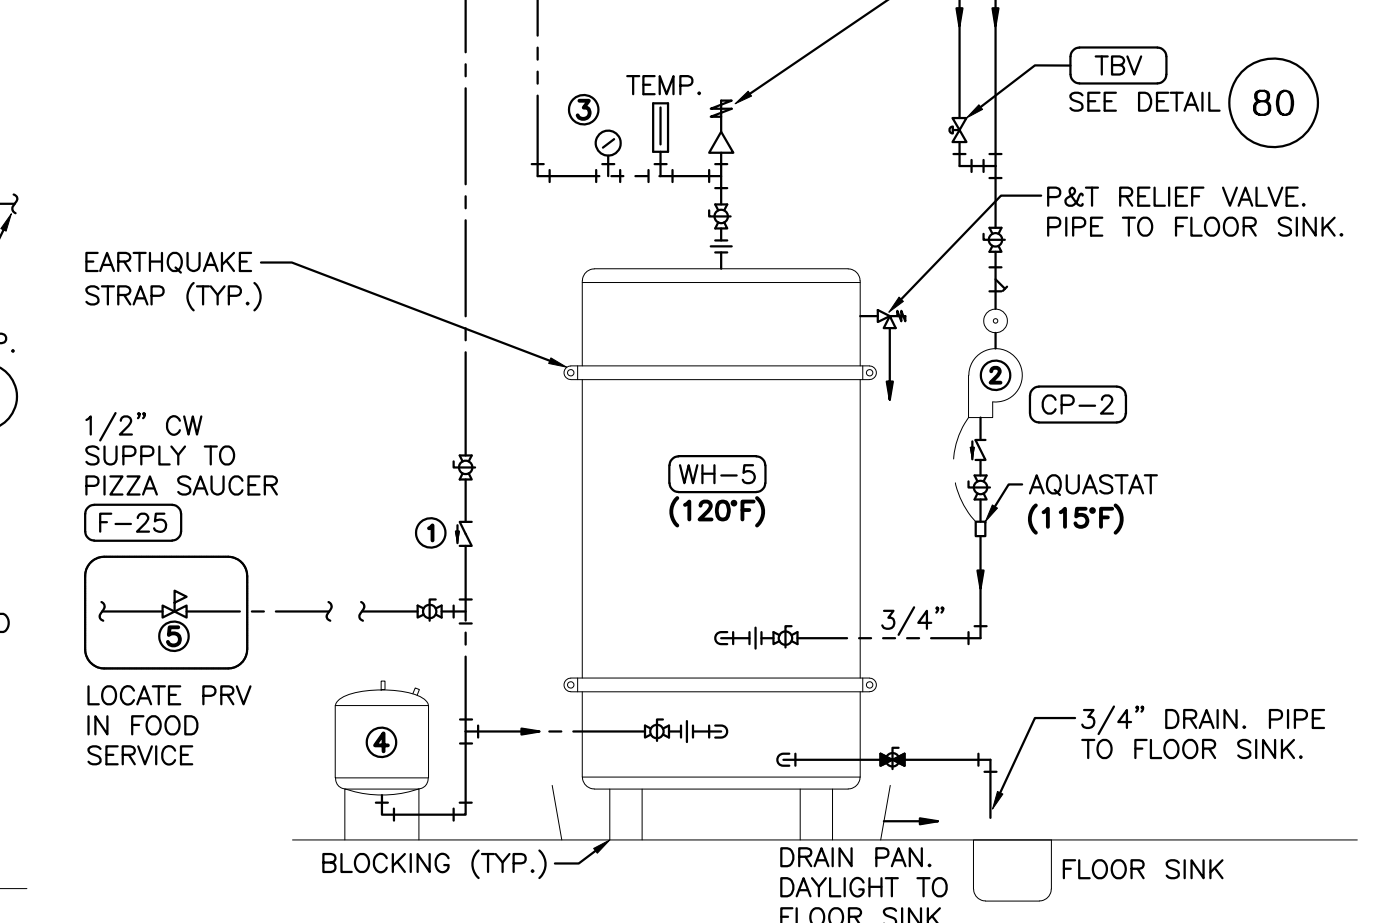 TEMP.
3
TBV
SEE DETAIL
80
P&T RELIEF VALVE.
PIPE TO FLOOR SINK.
EARTHQUAKE
STRAP (TYP.)
P.
2
CP-2
1/2" CW
SUPPLY TO
PIZZA SAUCER
F-25
WH-5
(120°F)
AQUASTAT
(115°F)
1
5
3/4"
LOCATE PRV
IN FOOD
SERVICE
4
3/4" DRAIN. PIPE
TO FLOOR SINK.
BLOCKING (TYP.)
DRAIN PAN.
DAYLIGHT TO
FLOOR SINK
FLOOR SINK